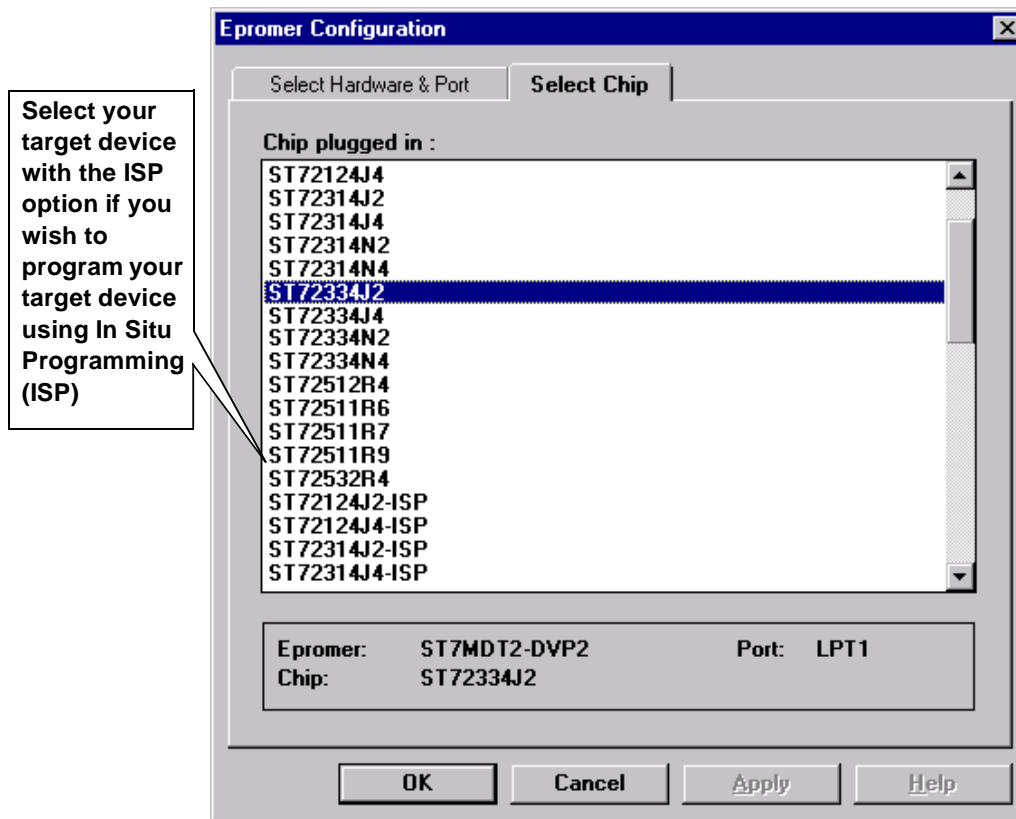 Epromer Configuration
Select Hardware & Port
Select Chip
Select your
target device
with the ISP
option if you
wish to
program your
target device
using In Situ
Programming
(ISP)
Chip plugged in :
ST72124J4
ST72314J2
ST72314J4
ST72314N2
ST72314N4
ST72334J2
ST72334J4
ST72334N2
ST72334N4
ST72512R4
ST72511R6
ST72511R7
ST72511R9
ST72532R4
ST72124J2-ISP
ST72124J4-ISP
ST72314J2-ISP
ST72314J4-ISP
Epromer: ST7MDT2-DVP2 Port: LPT1
Chip: ST72334J2
OK Cancel Apply Help